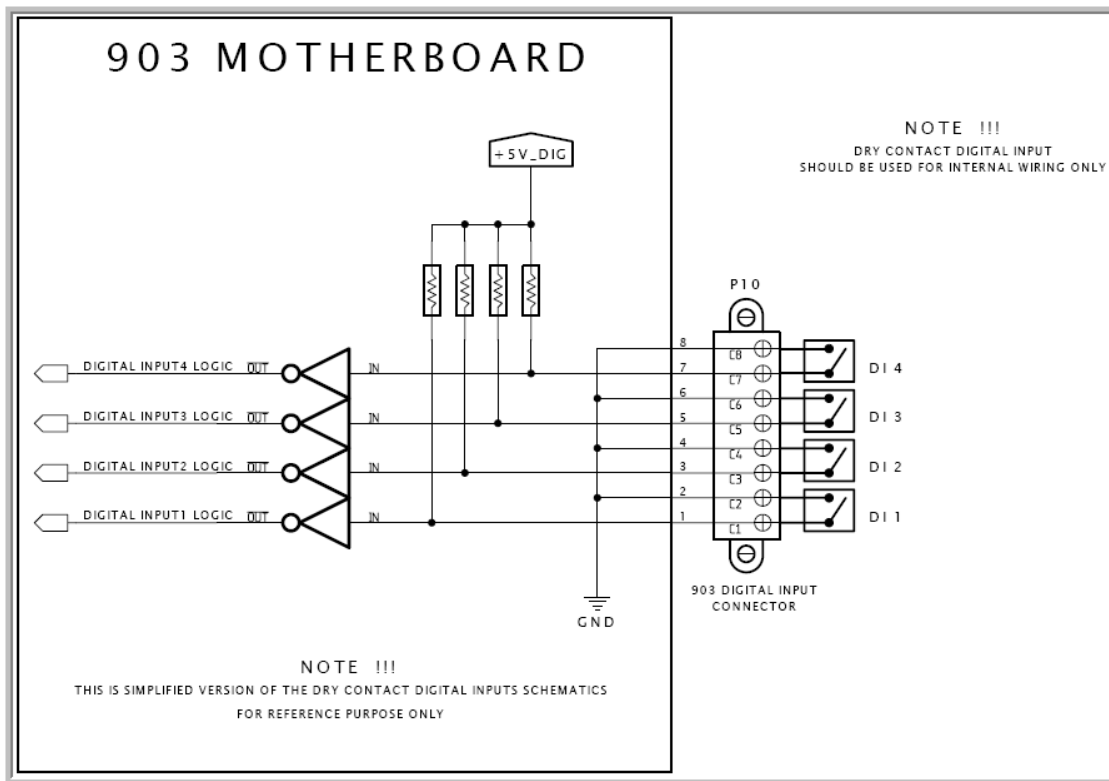 903 MOTHERBOARD
NOTE !!!
DRY CONTACT DIGITAL INPUT
SHOULD BE USED FOR INTERNAL WIRING ONLY
+5V_DIG
P10
8
C8
DIGITAL INPUT4 LOGIC OUT IN
7
C7
DI 4
6
C6
DIGITAL INPUT3 LOGIC OUT
5
C5
DI 3
4
C4
DIGITAL INPUT2 LOGIC OUT IN
3
C3
DI 2
2
C2
DIGITAL INPUT1 LOGIC OUT IN
1
C1
DI 1
903 DIGITAL INPUT
CONNECTOR
GND
NOTE !!!
THIS IS SIMPLIFIED VERSION OF THE DRY CONTACT DIGITAL INPUTS SCHEMATICS
FOR REFERENCE PURPOSE ONLY